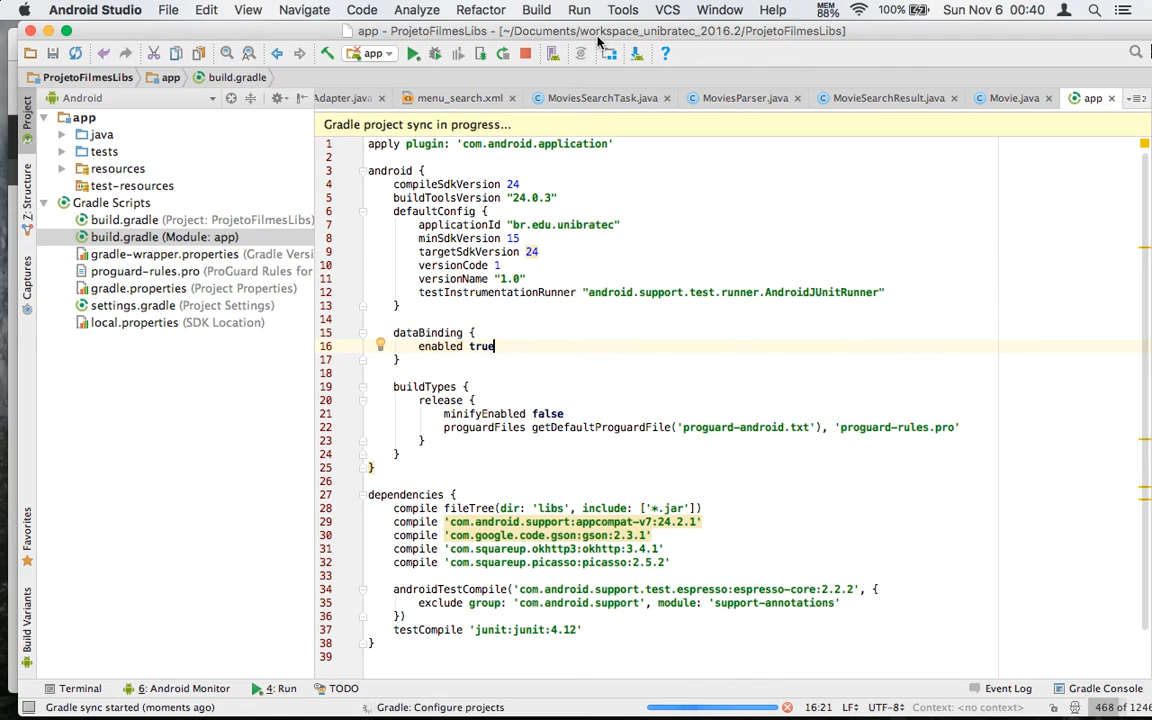 Android Studio File Edit View Navigate Code Analyze Refactor Build Run Tools VCS Window Help MEM 88% 100% Sun Nov 6 00:40
app - ProjetoFilmesLibs - [~/Documents/workspace_unibratec_2016.2/ProjetoFilmesLibs]
app
ProjetoFilmesLibs app build.gradle
Android Adapter.java menu_search.xml MoviesSearchTask.java MoviesParser.java MovieSearchResult.java Movie.java app
Project
Z: Structure
Captures
Favorites
Build Variants
app
java
tests
resources
test-resources
Gradle Scripts
build.gradle (Project: ProjetoFilmesLibs)
build.gradle (Module: app)
gradle-wrapper.properties (Gradle Versi
proguard-rules.pro (ProGuard Rules for
gradle.properties (Project Properties)
settings.gradle (Project Settings)
local.properties (SDK Location)
Gradle project sync in progress...
1 apply plugin: 'com.android.application'
2
3 android {
4 compileSdkVersion 24
5 buildToolsVersion "24.0.3"
6 defaultConfig {
7 applicationId "br.edu.unibratec"
8 minSdkVersion 15
9 targetSdkVersion 24
10 versionCode 1
11 versionName "1.0"
12 testInstrumentationRunner "android.support.test.runner.AndroidJUnitRunner"
13 }
14
15 dataBinding {
16 enabled true
17 }
18
19 buildTypes {
20 release {
21 minifyEnabled false
22 proguardFiles getDefaultProguardFile('proguard-android.txt'), 'proguard-rules.pro'
23 }
24 }
25 }
26
27 dependencies {
28 compile fileTree(dir: 'libs', include: ['*.jar'])
29 compile 'com.android.support:appcompat-v7:24.2.1'
30 compile 'com.google.code.gson:gson:2.3.1'
31 compile 'com.squareup.okhttp3:okhttp:3.4.1'
32 compile 'com.squareup.picasso:picasso:2.5.2'
33
34 androidTestCompile('com.android.support.test.espresso:espresso-core:2.2.2', {
35 exclude group: 'com.android.support', module: 'support-annotations'
36 })
37 testCompile 'junit:junit:4.12'
38 }
39
Terminal 6: Android Monitor 4: Run TODO Event Log Gradle Console
Gradle sync started (moments ago) Gradle: Configure projects 16:21 LF UTF-8 Context: <no context> 468 of 1246